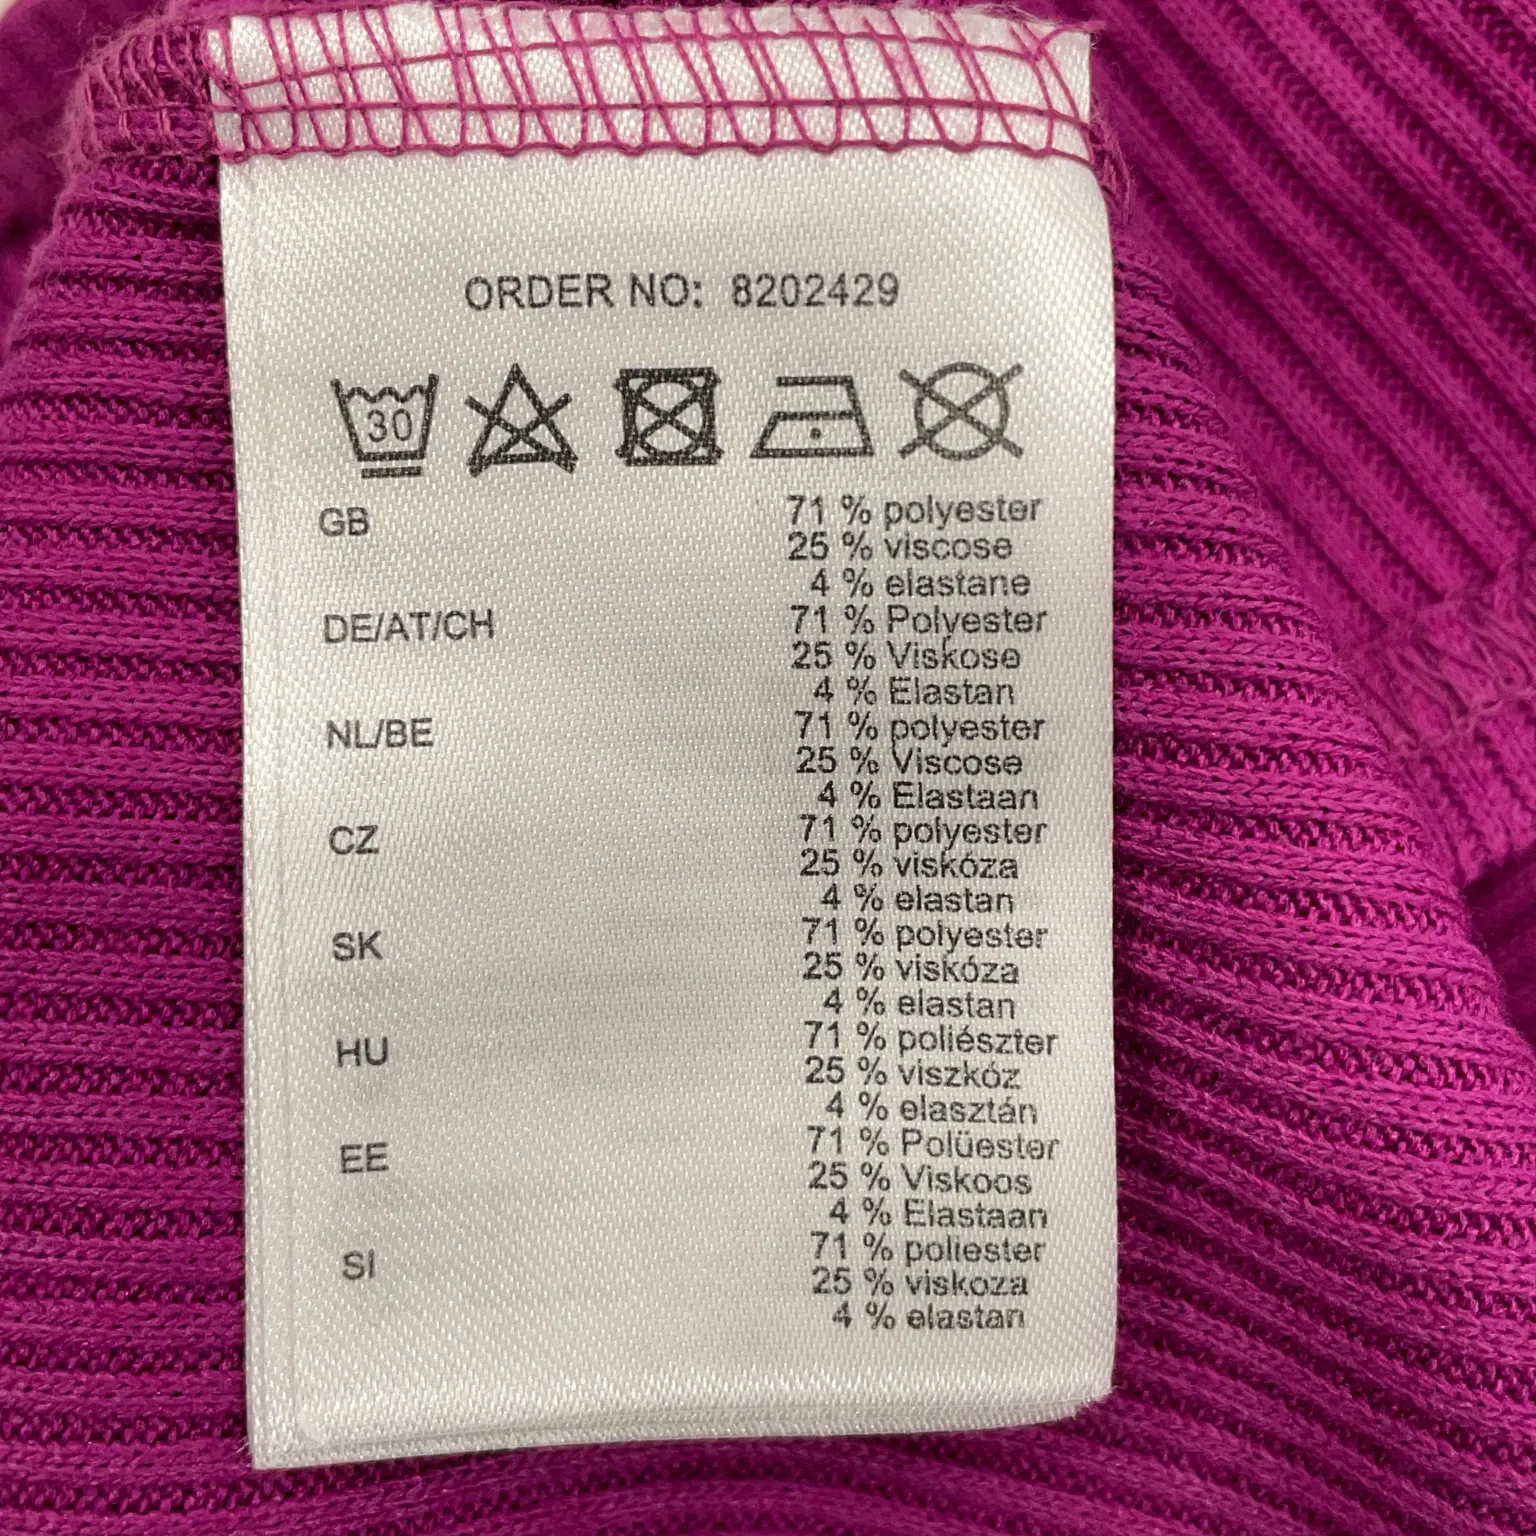 ORDER NO: 8202429
30
GB 71 % polyester
25 % viscose
4 % elastane
DE/AT/CH 71 % Polyester
25 % Viskose
4 % Elastan
NL/BE 71 % polyester
25 % Viscose
4 % Elastaan
CZ 71 % polyester
25 % viskóza
4 % elastan
SK 71 % polyester
25 % viskóza
4 % elastan
HU 71 % poliészter
25 % viszkóz
4 % elasztán
EE 71 % Polüester
25 % Viskoos
4 % Elastaan
SI 71 % poliester
25 % viskoza
4 % elastan